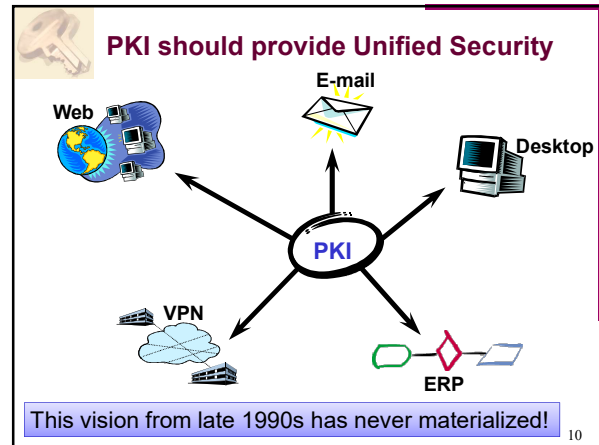 PKI should provide Unified Security
E-mail
Web
Desktop
PKI
VPN
ERP
This vision from late 1990s has never materialized!
10